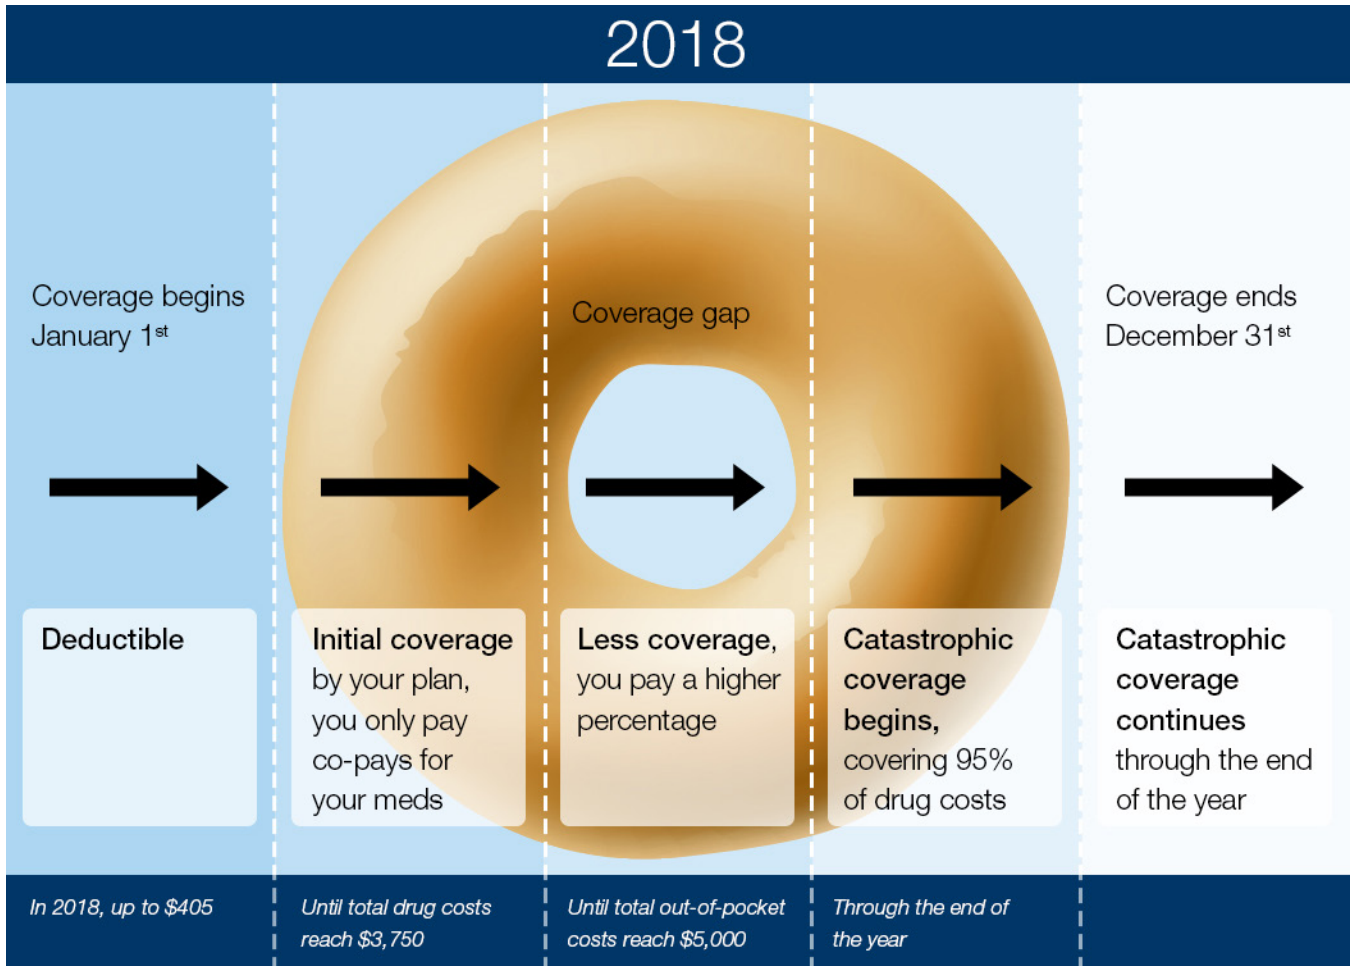 2018
Coverage begins
January 1st
Coverage gap
Coverage ends
December 31st
Deductible
Initial coverage
by your plan,
you only pay
co-pays for
your meds
Less coverage,
you pay a higher
percentage
Catastrophic
coverage
begins,
covering 95%
of drug costs
Catastrophic
coverage
continues
through the end
of the year
In 2018, up to $405
Until total drug costs
reach $3,750
Until total out-of-pocket
costs reach $5,000
Through the end of
the year